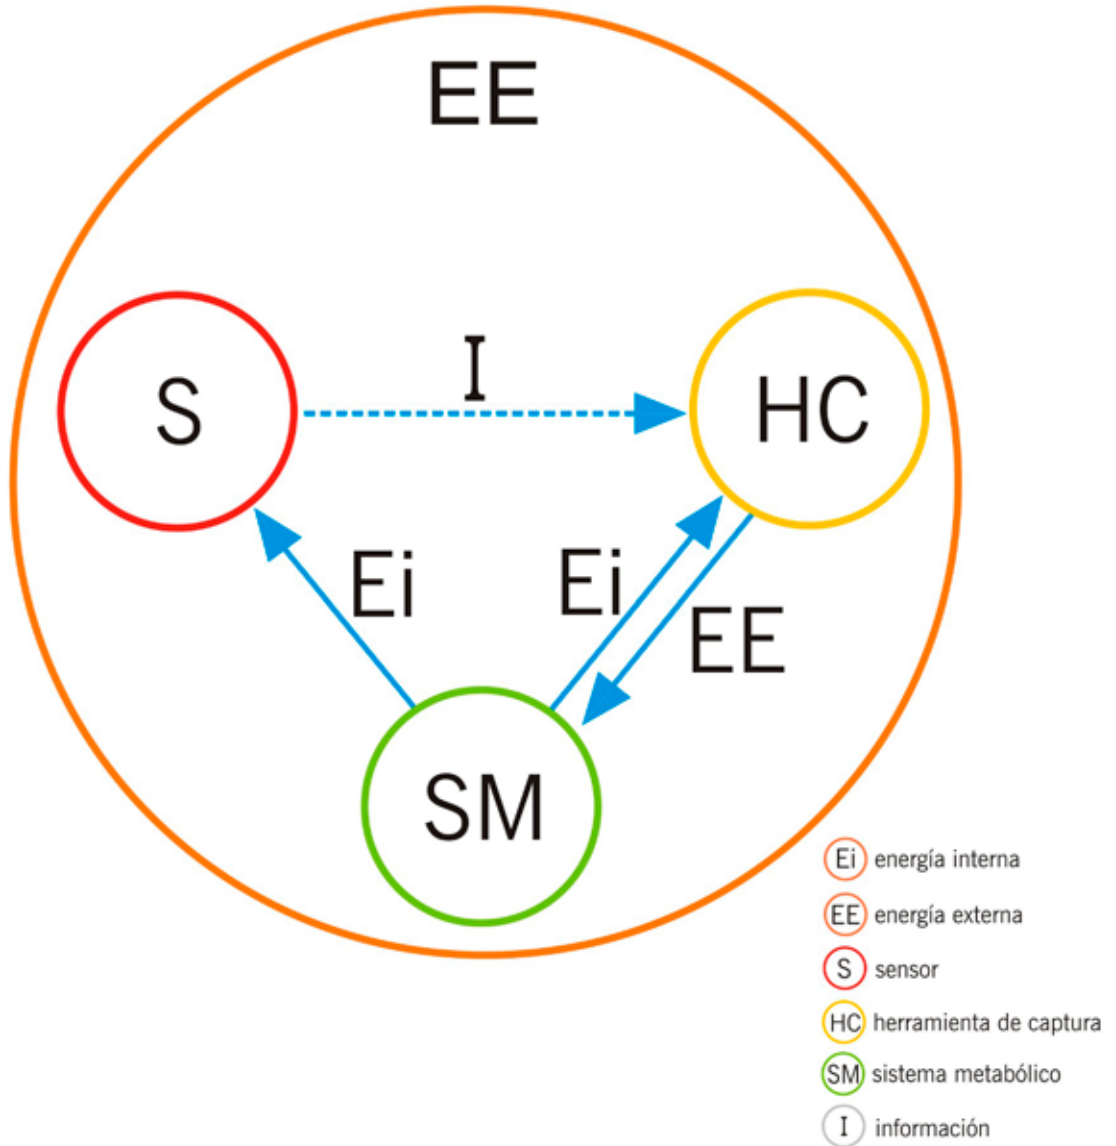 EE
I
S
HC
Ei
Ei
EE
SM
Ei energía interna
EE energía externa
S sensor
HC herramienta de captura
SM sistema metabólico
I información